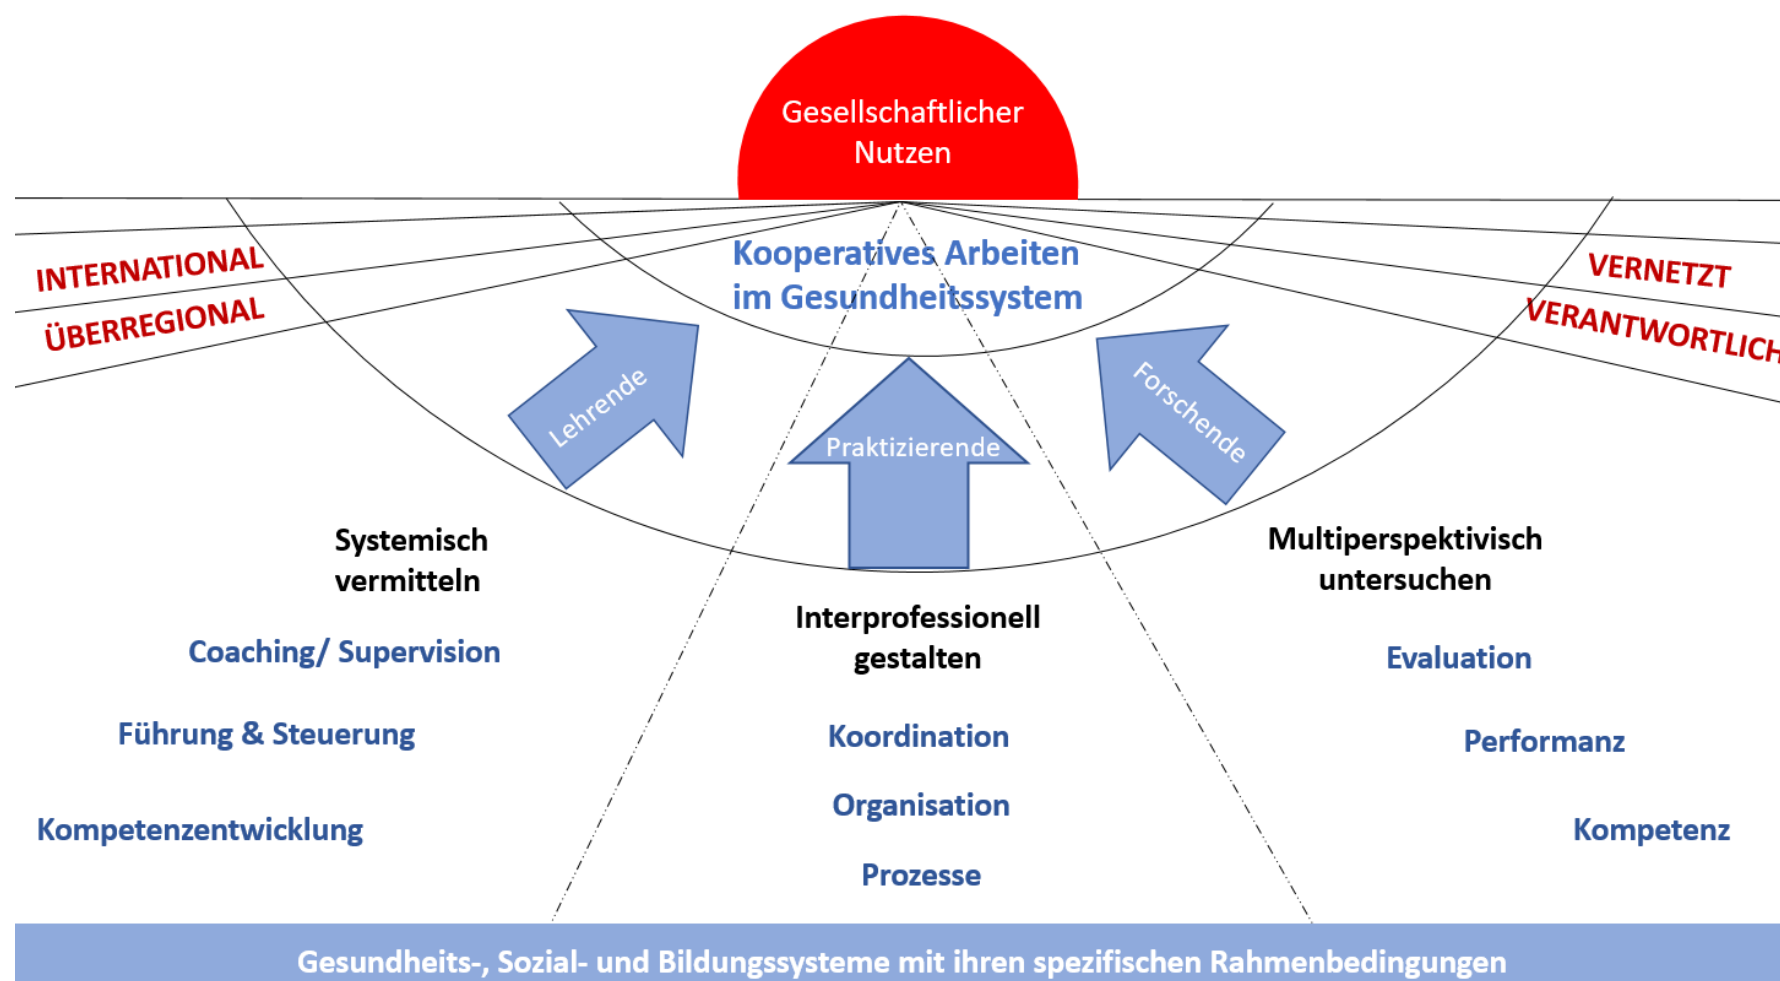 Gesellschaftlicher
Nutzen
INTERNATIONAL
ÜBERREGIONAL
Kooperatives Arbeiten
im Gesundheitssystem
VERNETZT
VERANTWORTLICH
Lehrende
Praktizierende
Forschende
Systemisch
vermitteln
Coaching/ Supervision
Führung & Steuerung
Kompetenzentwicklung
Interprofessionell
gestalten
Koordination
Organisation
Prozesse
Multiperspektivisch
untersuchen
Evaluation
Performanz
Kompetenz
Gesundheits-, Sozial- und Bildungssysteme mit ihren spezifischen Rahmenbedingungen